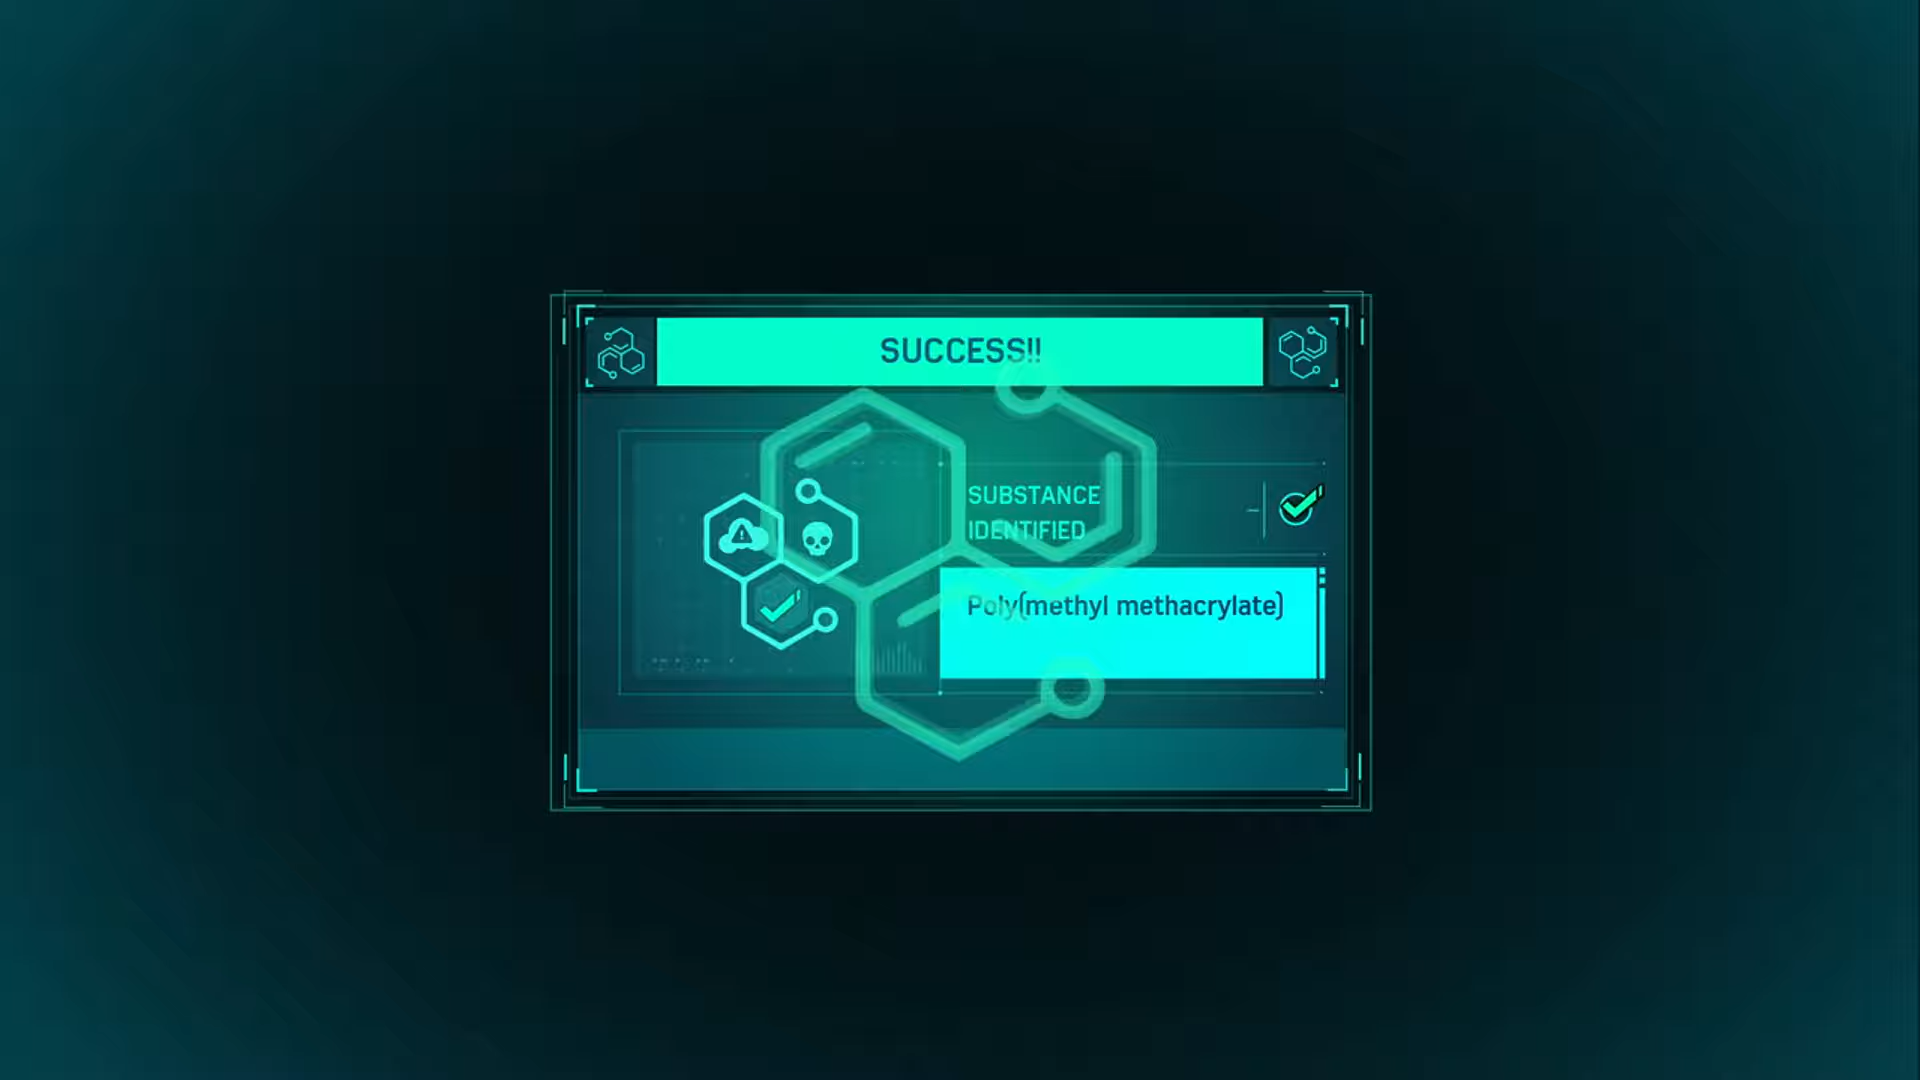 SUCCESS!!
SUBSTANCE
IDENTIFIED
Poly(methyl methacrylate)